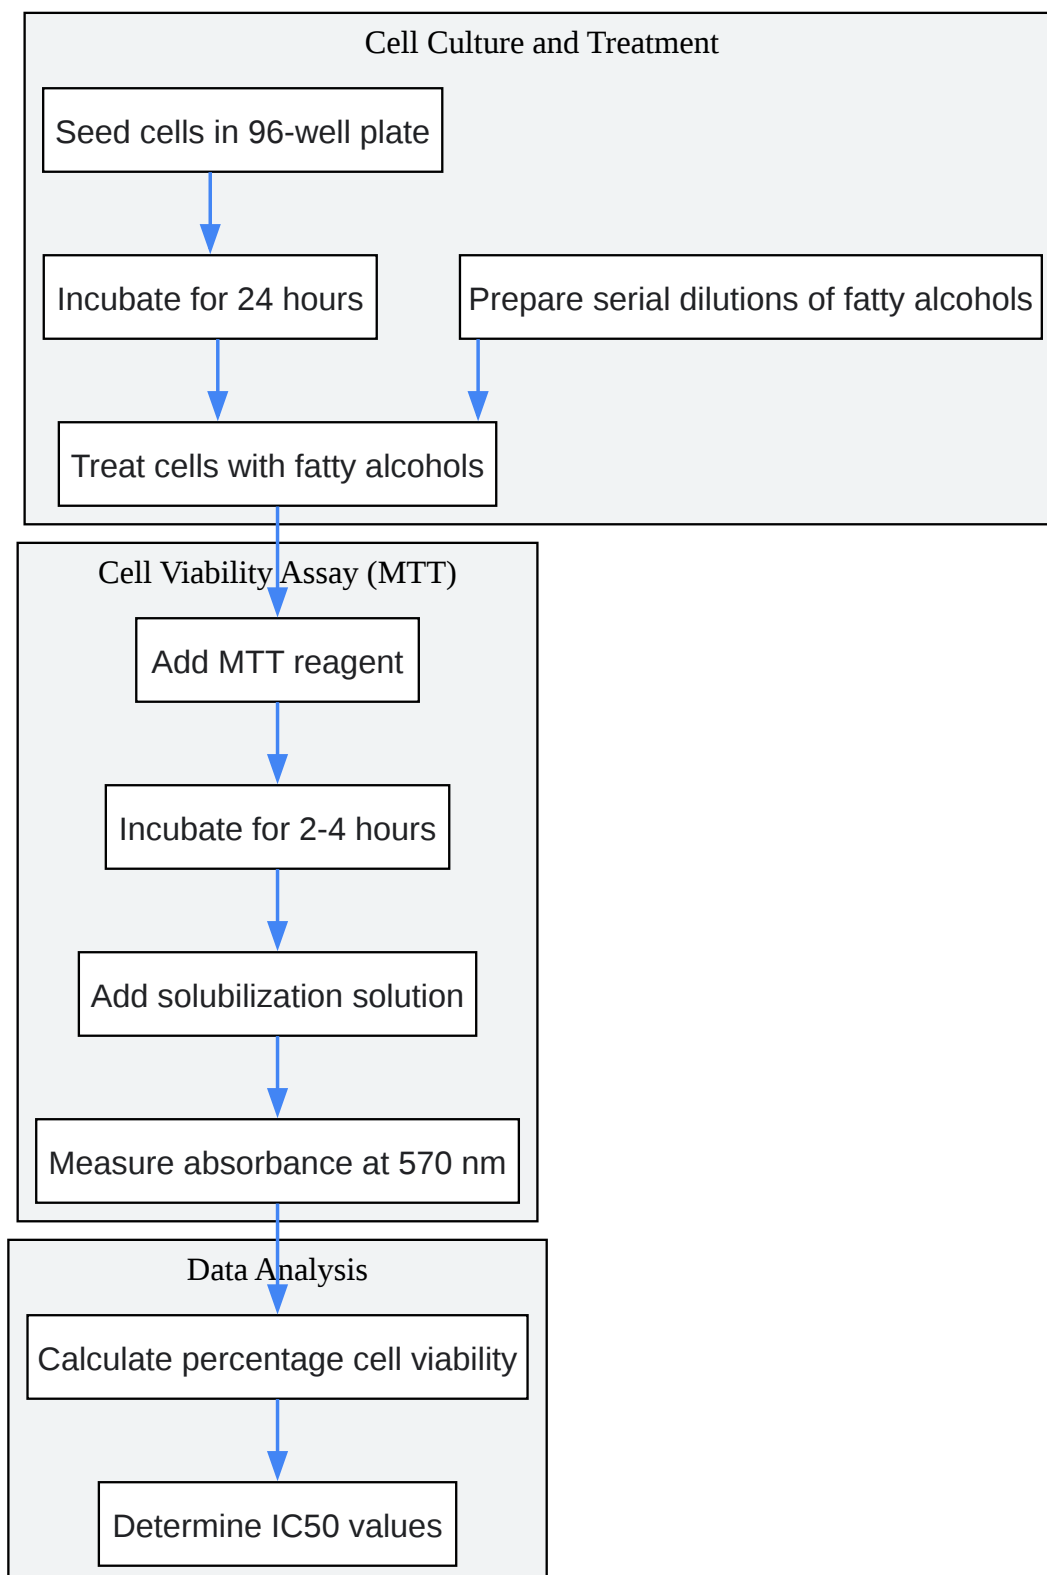 Cell Culture and Treatment
Seed cells in 96-well plate
Incubate for 24 hours
Prepare serial dilutions of fatty alcohols
Treat cells with fatty alcohols
Cell Viability Assay (MTT)
Add MTT reagent
Incubate for 2-4 hours
Add solubilization solution
Measure absorbance at 570 nm
Data Analysis
Calculate percentage cell viability
Determine IC50 values